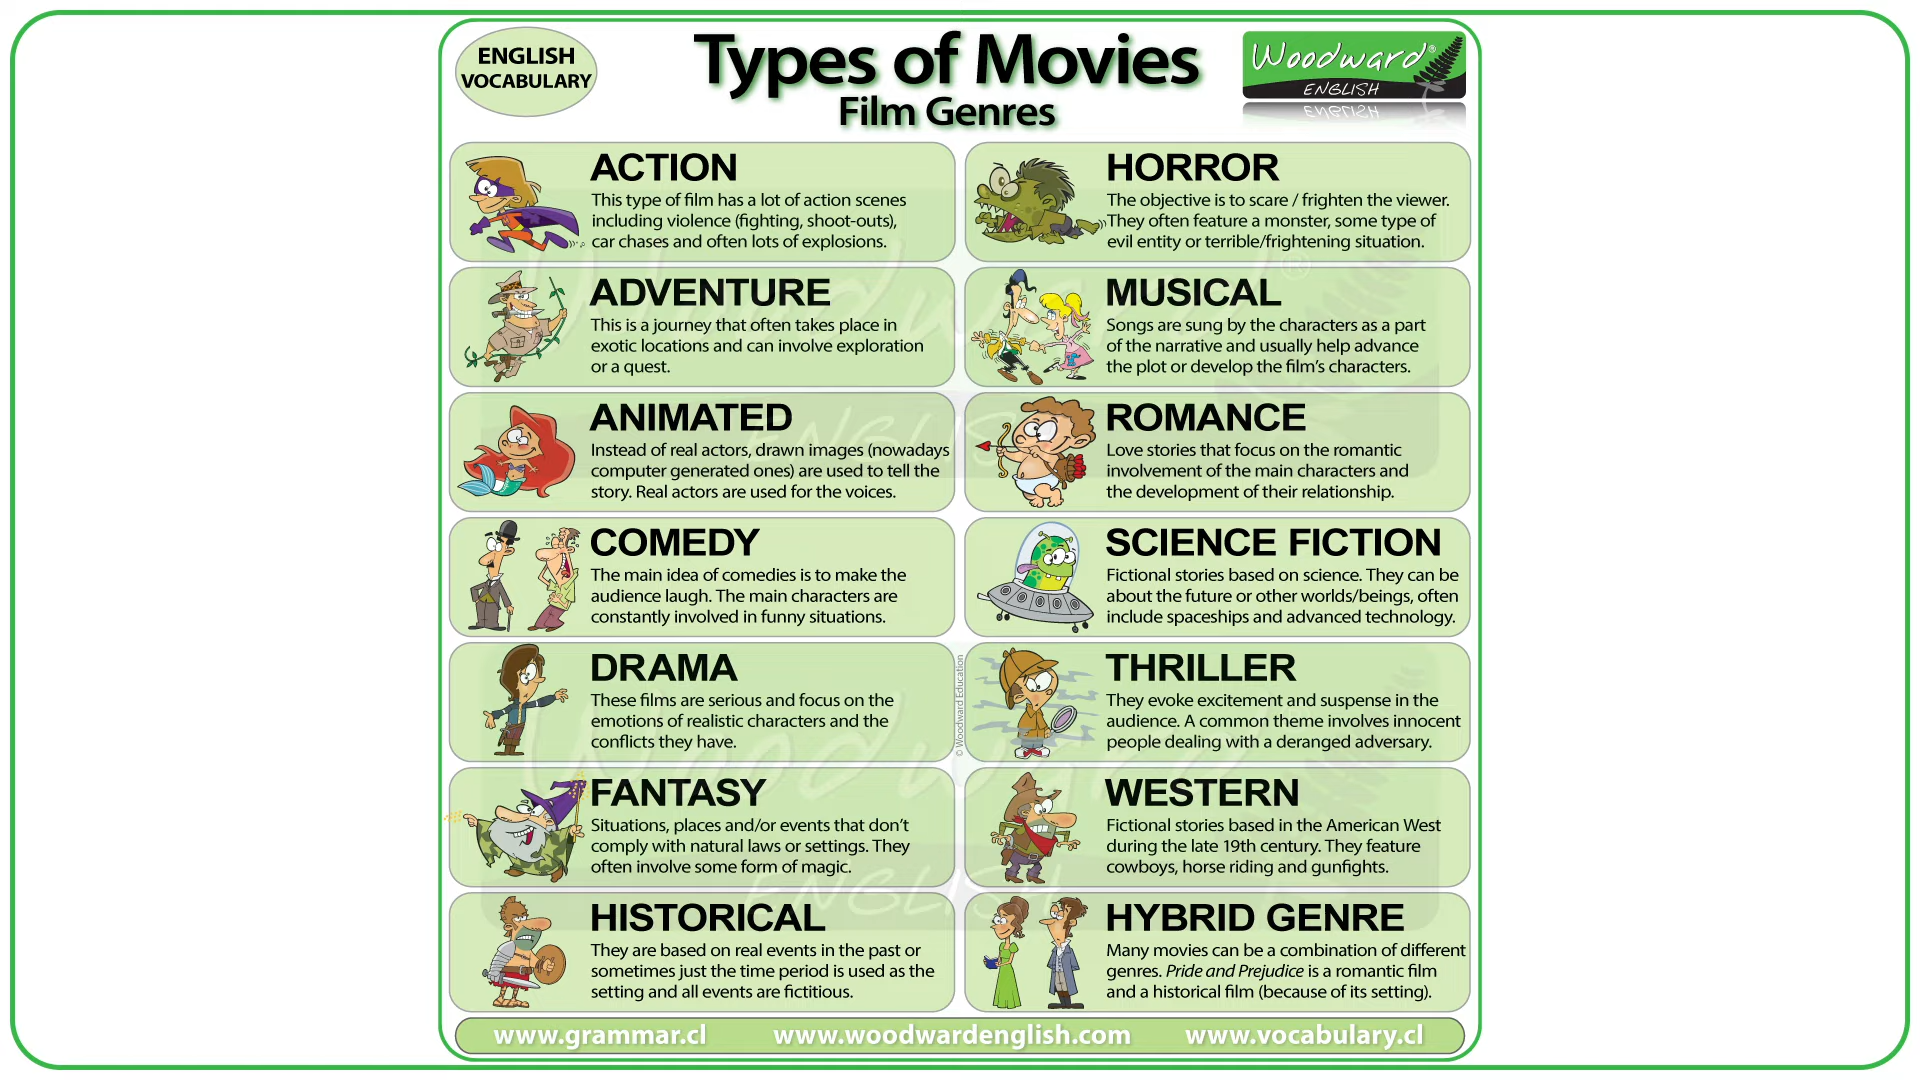 ENGLISH
VOCABULARY
Types of Movies
Film Genres
Woodward®
ENGLISH
ACTION
This type of film has a lot of action scenes
including violence (fighting, shoot-outs),
car chases and often lots of explosions.
ADVENTURE
This is a journey that often takes place in
exotic locations and can involve exploration
or a quest.
ANIMATED
Instead of real actors, drawn images (nowadays
computer generated ones) are used to tell the
story. Real actors are used for the voices.
COMEDY
The main idea of comedies is to make the
audience laugh. The main characters are
constantly involved in funny situations.
DRAMA
These films are serious and focus on the
emotions of realistic characters and the
conflicts they have.
FANTASY
Situations, places and/or events that don't
comply with natural laws or settings. They
often involve some form of magic.
HISTORICAL
They are based on real events in the past or
sometimes just the time period is used as the
setting and all events are fictitious.
© Woodward Education
HORROR
The objective is to scare / frighten the viewer.
They often feature a monster, some type of
evil entity or terrible/frightening situation.
MUSICAL
Songs are sung by the characters as a part
of the narrative and usually help advance
the plot or develop the film's characters.
ROMANCE
Love stories that focus on the romantic
involvement of the main characters and
the development of their relationship.
SCIENCE FICTION
Fictional stories based on science. They can be
about the future or other worlds/beings, often
include spaceships and advanced technology.
THRILLER
They evoke excitement and suspense in the
audience. A common theme involves innocent
people dealing with a deranged adversary.
WESTERN
Fictional stories based in the American West
during the late 19th century. They feature
cowboys, horse riding and gunfights.
HYBRID GENRE
Many movies can be a combination of different
genres. Pride and Prejudice is a romantic film
and a historical film (because of its setting).
www.grammar.cl www.woodwardenglish.com www.vocabulary.cl